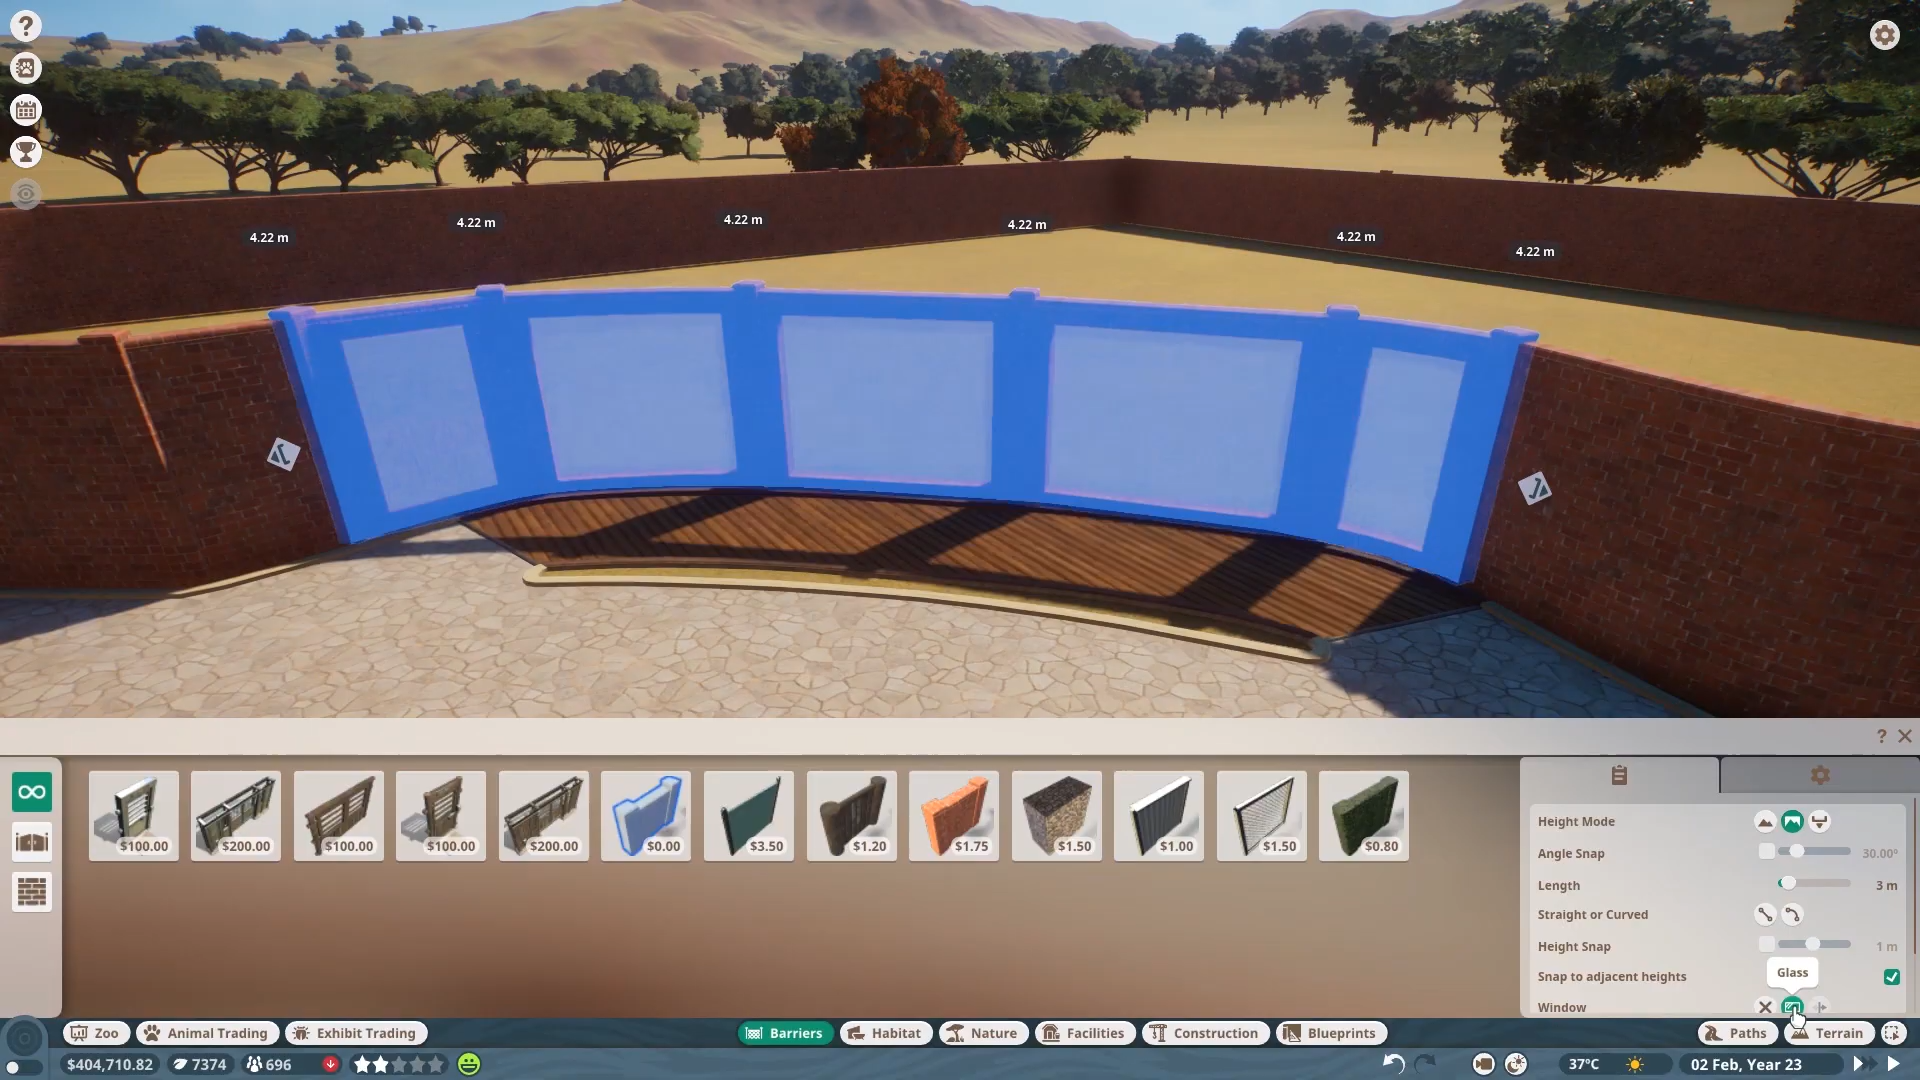 4.22 m
4.22 m
4.22 m
4.22 m
4.22 m
4.22 m
?
? ×
$100.00
$200.00
$100.00
$100.00
$200.00
$0.00
$3.50
$1.20
$1.75
$1.50
$1.00
$1.50
$0.80
Height Mode
Angle Snap 30.00°
Length 3 m
Straight or Curved
Height Snap 1 m
Snap to adjacent heights
Glass
Window
Zoo Animal Trading Exhibit Trading Barriers Habitat Nature Facilities Construction Blueprints Paths Terrain
$404,710.82 7374 696 37°C 02 Feb, Year 23